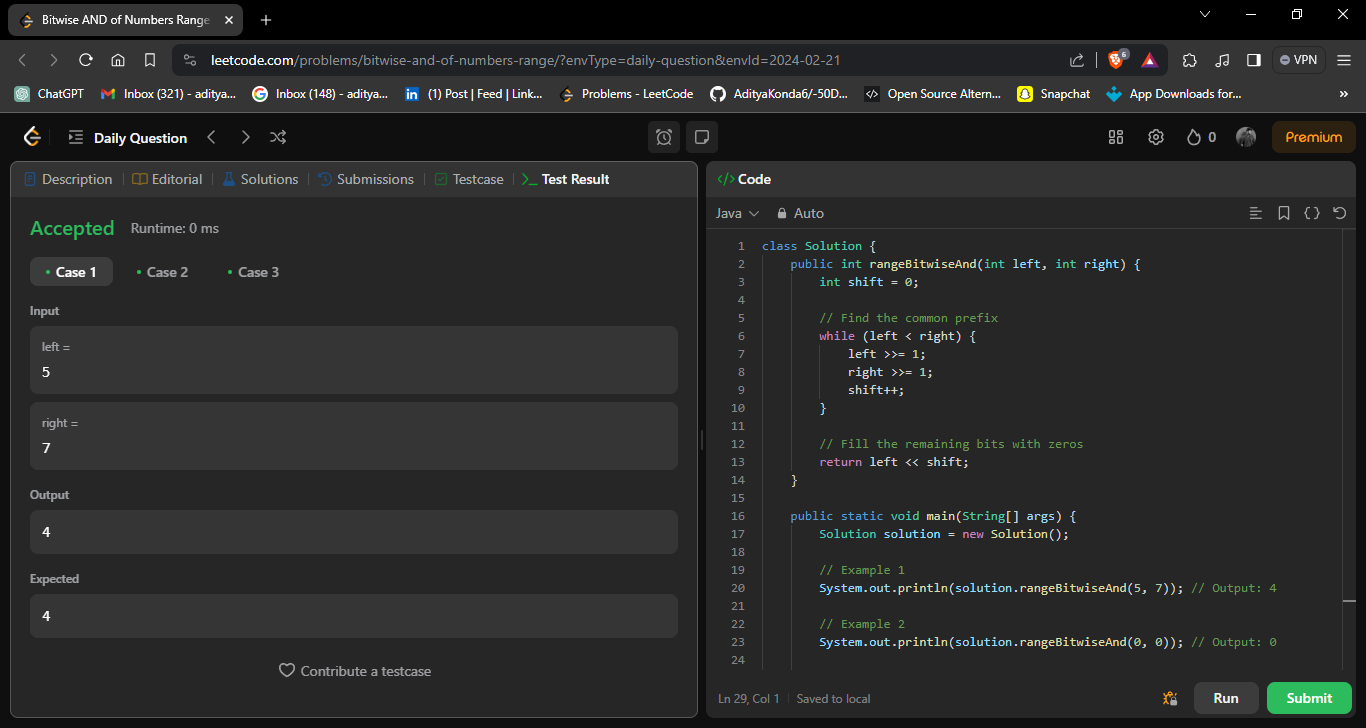 Bitwise AND of Numbers Range
leetcode.com/problems/bitwise-and-of-numbers-range/?envType=daily-question&envId=2024-02-21
6
VPN
ChatGPT
Inbox (321) - aditya...
Inbox (148) - aditya...
(1) Post | Feed | Link...
Problems - LeetCode
AdityaKonda6/-50D...
Open Source Altern...
Snapchat
App Downloads for...
»
Daily Question
0
Premium
Description
Editorial
Solutions
Submissions
Testcase
Test Result
Accepted
Runtime: 0 ms
Case 1
Case 2
Case 3
Input
left =
5
right =
7
Output
4
Expected
4
Contribute a testcase
</> Code
Java
Auto
1 class Solution {
2 public int rangeBitwiseAnd(int left, int right) {
3 int shift = 0;
4
5 // Find the common prefix
6 while (left < right) {
7 left >>= 1;
8 right >>= 1;
9 shift++;
10 }
11
12 // Fill the remaining bits with zeros
13 return left << shift;
14 }
15
16 public static void main(String[] args) {
17 Solution solution = new Solution();
18
19 // Example 1
20 System.out.println(solution.rangeBitwiseAnd(5, 7)); // Output: 4
21
22 // Example 2
23 System.out.println(solution.rangeBitwiseAnd(0, 0)); // Output: 0
24
Ln 29, Col 1
Saved to local
Run
Submit